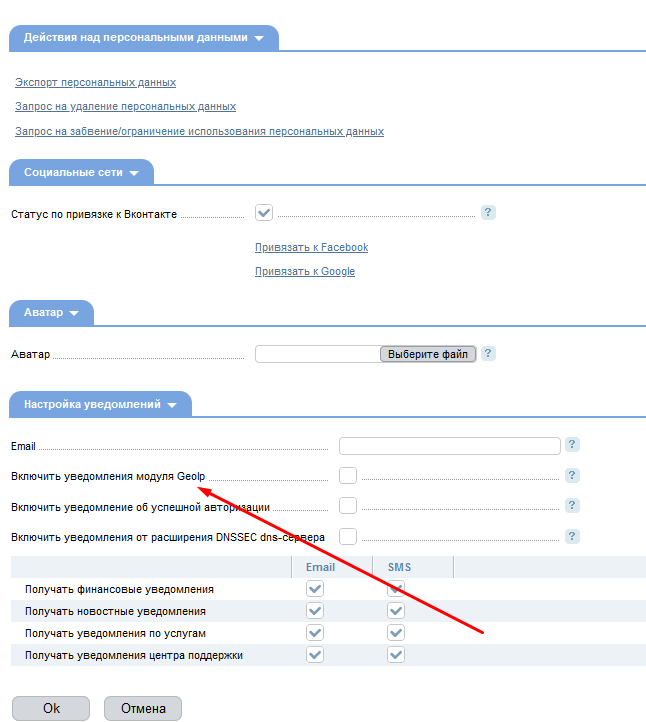 Действия над персональными данными
Экспорт персональных данных
Запрос на удаление персональных данных
Запрос на забвение/ограничение использования персональных данных
Социальные сети
Статус по привязке к Вконтакте ?
Привязать к Facebook
Привязать к Google
Аватар
Аватар Выберите файл ?
Настройка уведомлений
Email ?
Включить уведомления модуля GeoIp ?
Включить уведомление об успешной авторизации ?
Включить уведомления от расширения DNSSEC dns-сервера ?
Email SMS
Получать финансовые уведомления
Получать новостные уведомления
Получать уведомления по услугам
Получать уведомления центра поддержки
Ok Отмена